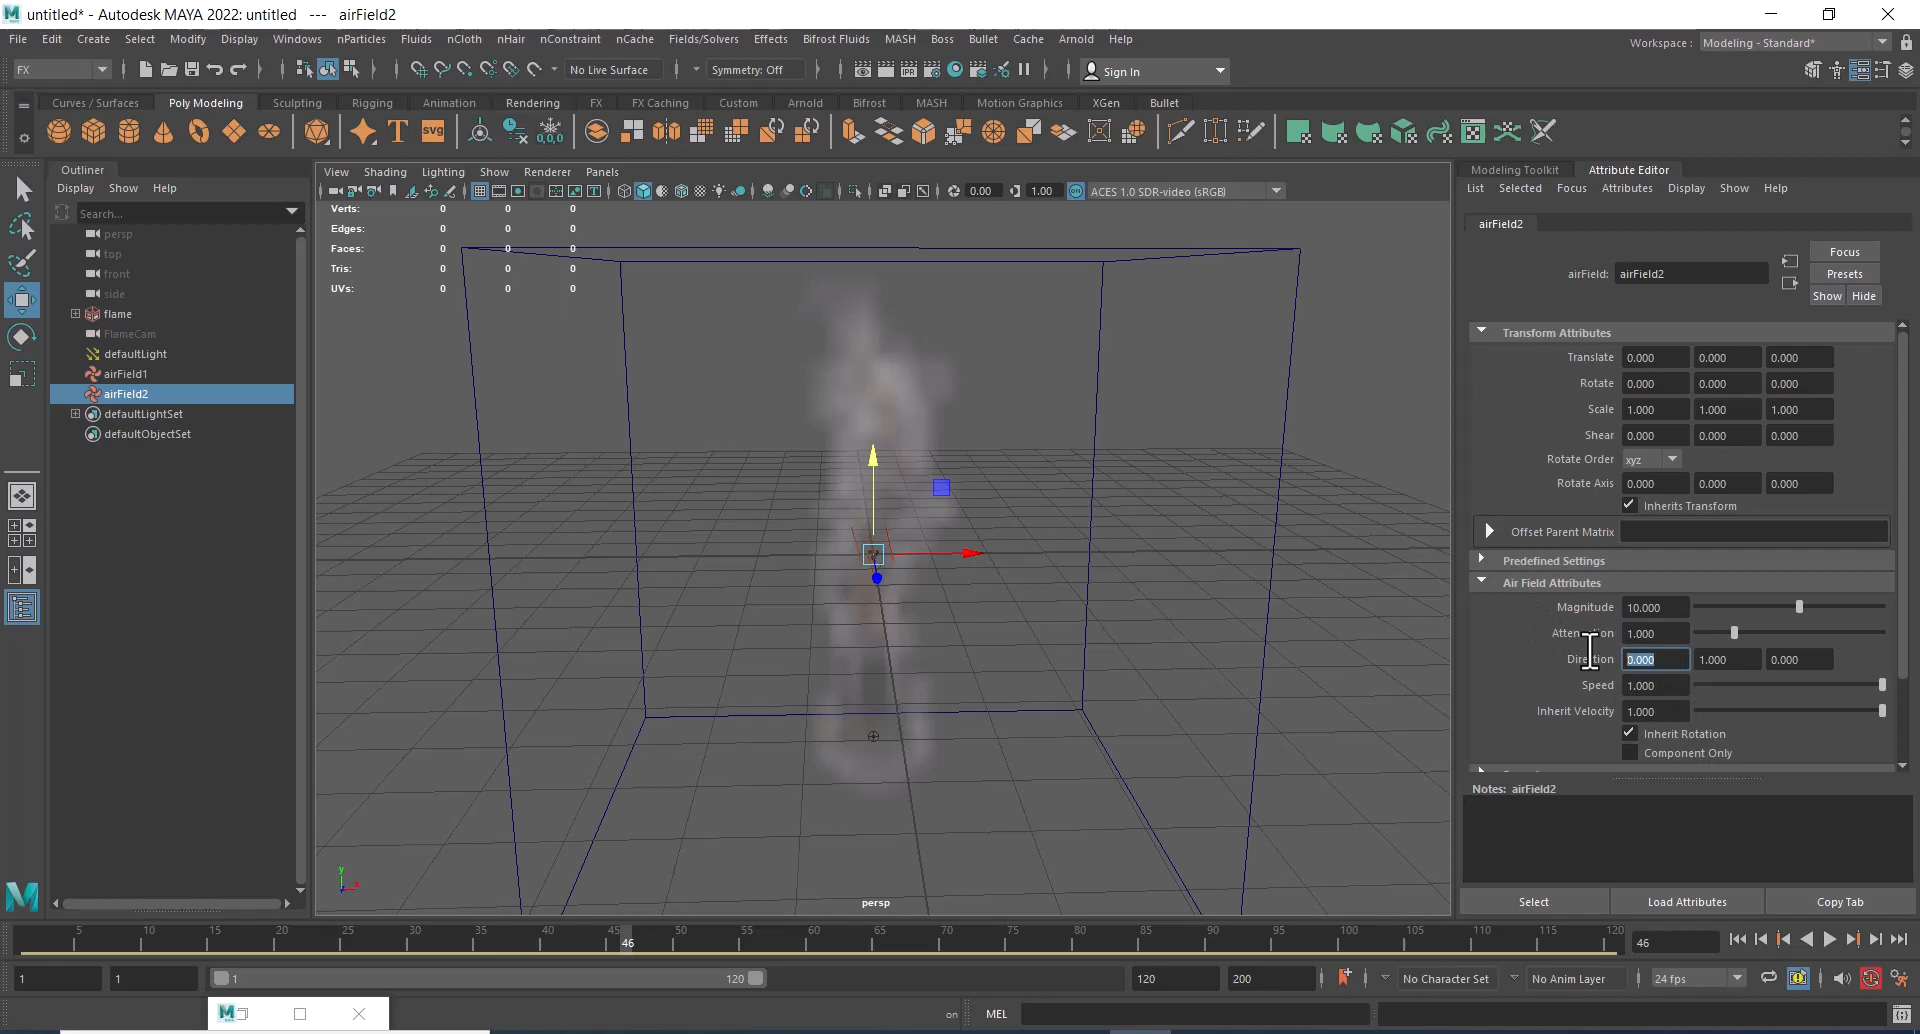 untitled* - Autodesk MAYA 2022: untitled --- airField2
File Edit Create Select Modify Display Windows nParticles Fluids nCloth nHair nConstraint nCache Fields/Solvers Effects Bifrost Fluids MASH Boss Bullet Cache Arnold Help
Workspace : Modeling - Standard*
FX No Live Surface Symmetry: Off IPR Sign In
Curves / Surfaces Poly Modeling Sculpting Rigging Animation Rendering FX FX Caching Custom Arnold Bifrost MASH Motion Graphics XGen Bullet
T SVG 0,0,0
Outliner
Display Show Help
Search...
persp
top
front
side
flame
FlameCam
defaultLight
airField1
airField2
defaultLightSet
defaultObjectSet
View Shading Lighting Show Renderer Panels
0.00 1.00 ON ACES 1.0 SDR-video (sRGB)
Verts: 0 0 0
Edges: 0 0 0
Faces: 0 0 0
Tris: 0 0 0
UVs: 0 0 0
y
x
persp
Modeling Toolkit Attribute Editor
List Selected Focus Attributes Display Show Help
airField2
airField: airField2
Focus
Presets
Show Hide
Transform Attributes
Translate 0.000 0.000 0.000
Rotate 0.000 0.000 0.000
Scale 1.000 1.000 1.000
Shear 0.000 0.000 0.000
Rotate Order xyz
Rotate Axis 0.000 0.000 0.000
Inherits Transform
Offset Parent Matrix
Predefined Settings
Air Field Attributes
Magnitude 10.000
Attenuation 1.000
Direction 0.000 1.000 0.000
Speed 1.000
Inherit Velocity 1.000
Inherit Rotation
Component Only
Notes: airField2
Select Load Attributes Copy Tab
5 10 15 20 25 30 35 40 45 50 55 60 65 70 75 80 85 90 95 100 105 110 115 120
46 46
1 1 1 120 120 200 No Character Set No Anim Layer 24 fps
M on MEL